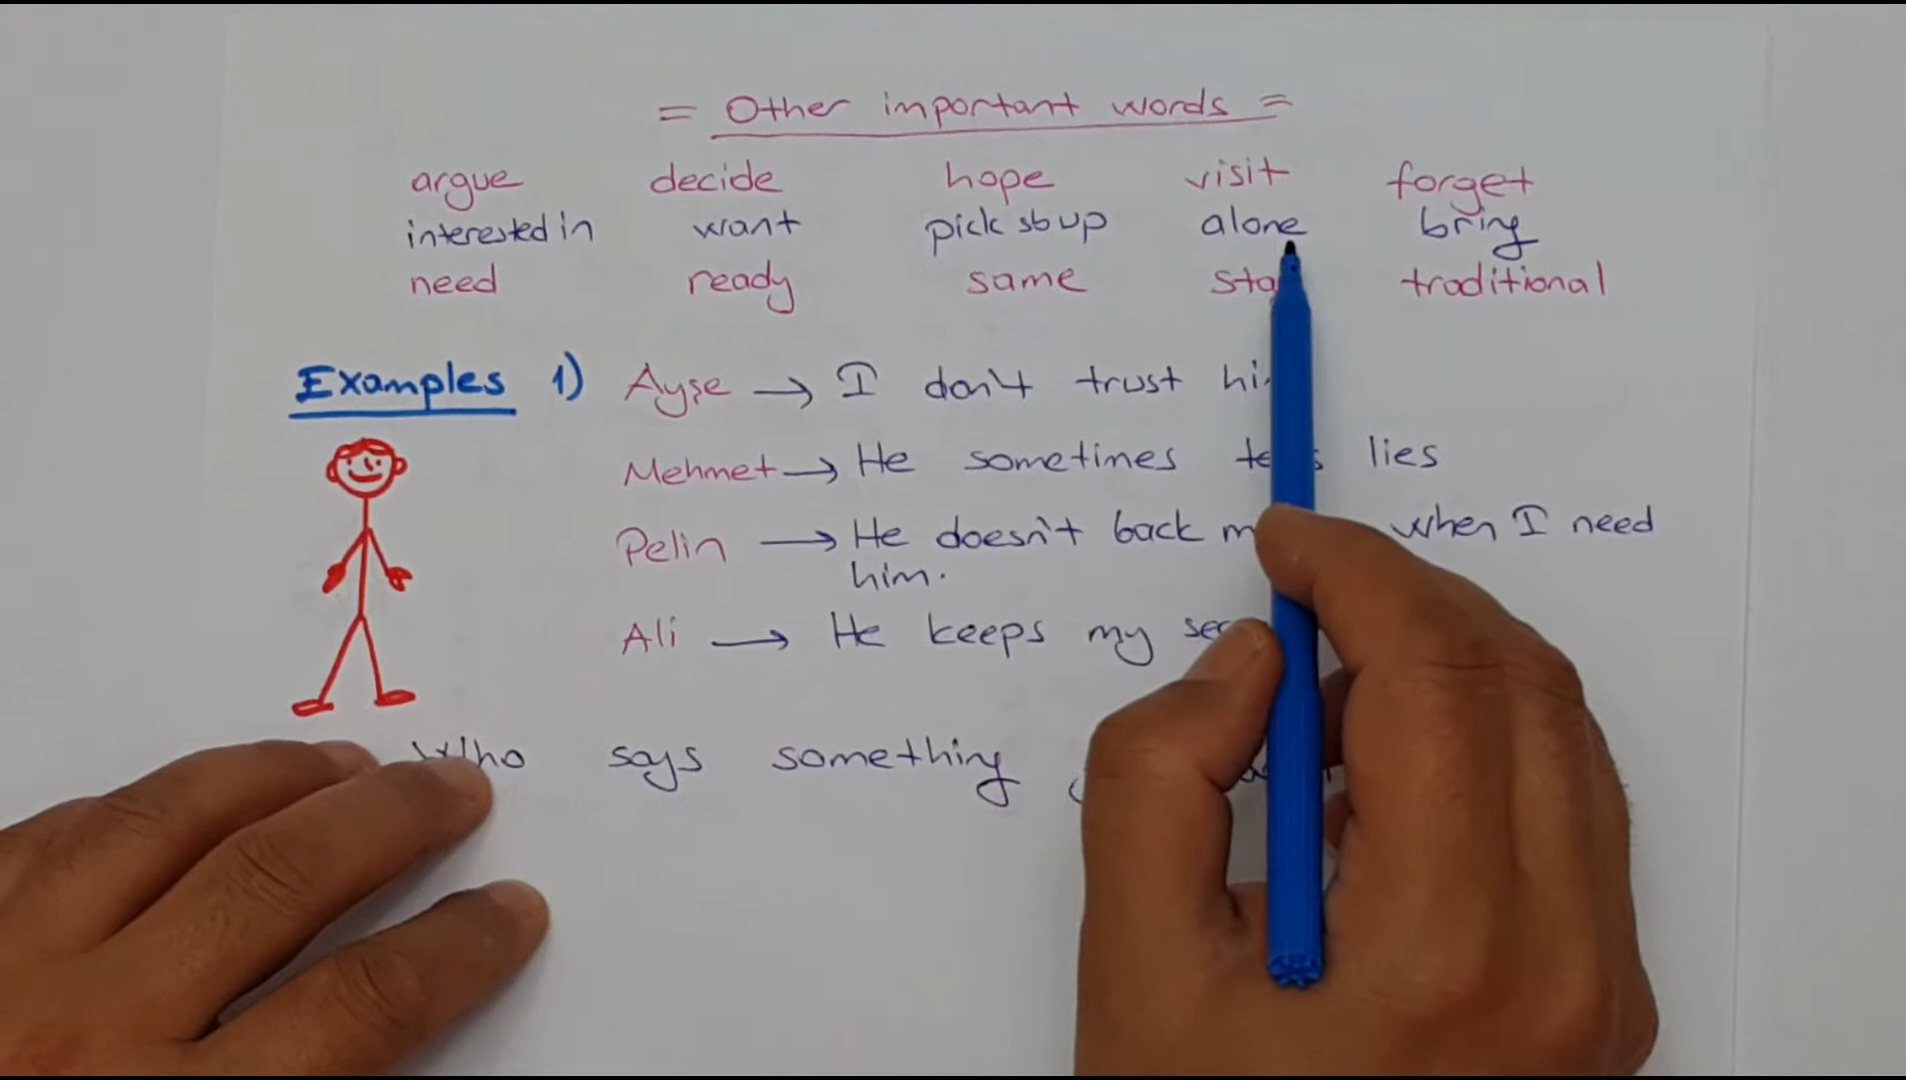 = Other important words =
argue decide hope visit forget
interested in want pick sb up alone bring
need ready same traditional
Examples 1) Ayşe → I don't trust
Mehmet → He sometimes lies
Pelin → He doesn't back when I need
him.
Ali → He keeps my
Who says something